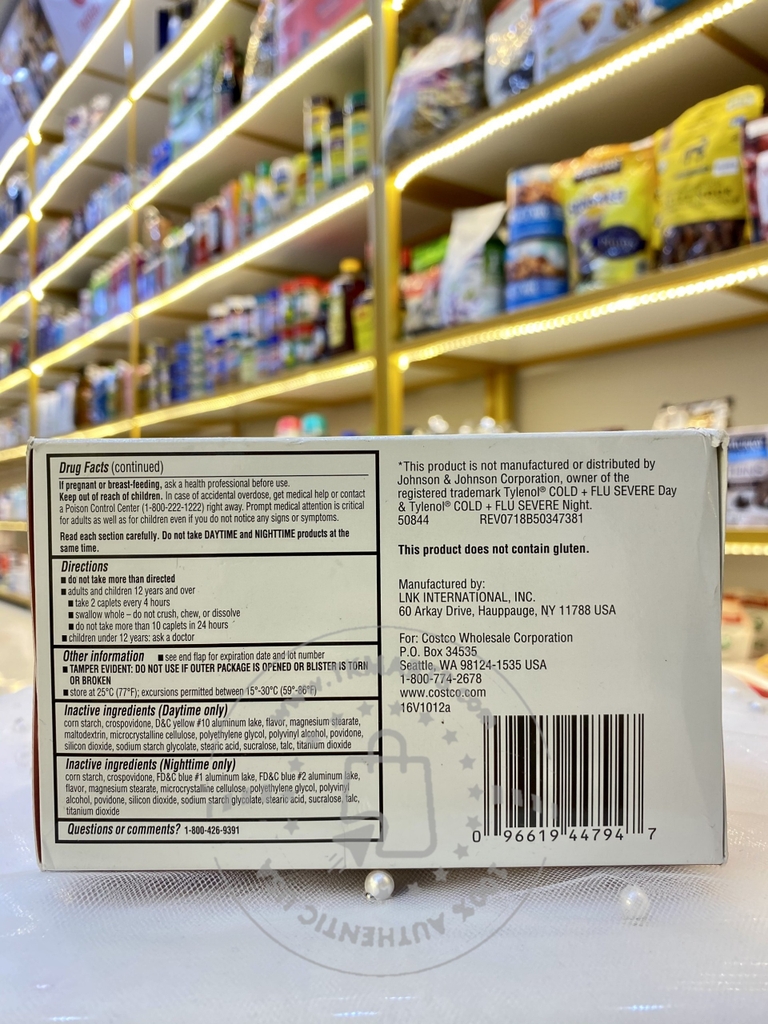 Drug Facts (continued)
If pregnant or breast-feeding, ask a health professional before use.
Keep out of reach of children. In case of accidental overdose, get medical help or contact
a Poison Control Center (1-800-222-1222) right away. Prompt medical attention is critical
for adults as well as for children even if you do not notice any signs or symptoms.
Read each section carefully. Do not take DAYTIME and NIGHTTIME products at the
same time.
Directions
■ do not take more than directed
■ adults and children 12 years and over
■ take 2 caplets every 4 hours
■ swallow whole – do not crush, chew, or dissolve
■ do not take more than 10 caplets in 24 hours
■ children under 12 years: ask a doctor
Other information ■ see end flap for expiration date and lot number
■ TAMPER EVIDENT: DO NOT USE IF OUTER PACKAGE IS OPENED OR BLISTER IS TORN
OR BROKEN
■ store at 25°C (77°F); excursions permitted between 15°-30°C (59°-86°F)
Inactive ingredients (Daytime only)
corn starch, crospovidone, D&C yellow #10 aluminum lake, flavor, magnesium stearate,
maltodextrin, microcrystalline cellulose, polyethylene glycol, polyvinyl alcohol, povidone,
silicon dioxide, sodium starch glycolate, stearic acid, sucralose, talc, titanium dioxide
Inactive ingredients (Nighttime only)
corn starch, crospovidone, FD&C blue #1 aluminum lake, FD&C blue #2 aluminum lake,
flavor, magnesium stearate, microcrystalline cellulose, polyethylene glycol, polyvinyl
alcohol, povidone, silicon dioxide, sodium starch glycolate, stearic acid, sucralose, talc,
titanium dioxide
Questions or comments? 1-800-426-9391
*This product is not manufactured or distributed by
Johnson & Johnson Corporation, owner of the
registered trademark Tylenol® COLD + FLU SEVERE Day
& Tylenol® COLD + FLU SEVERE Night.
50844 REV0718B50347381
This product does not contain gluten.
Manufactured by:
LNK INTERNATIONAL, INC.
60 Arkay Drive, Hauppauge, NY 11788 USA
For: Costco Wholesale Corporation
P.O. Box 34535
Seattle, WA 98124-1535 USA
1-800-774-2678
www.costco.com
16V1012a
0 96619 44794 7
100% AUTHENTIC